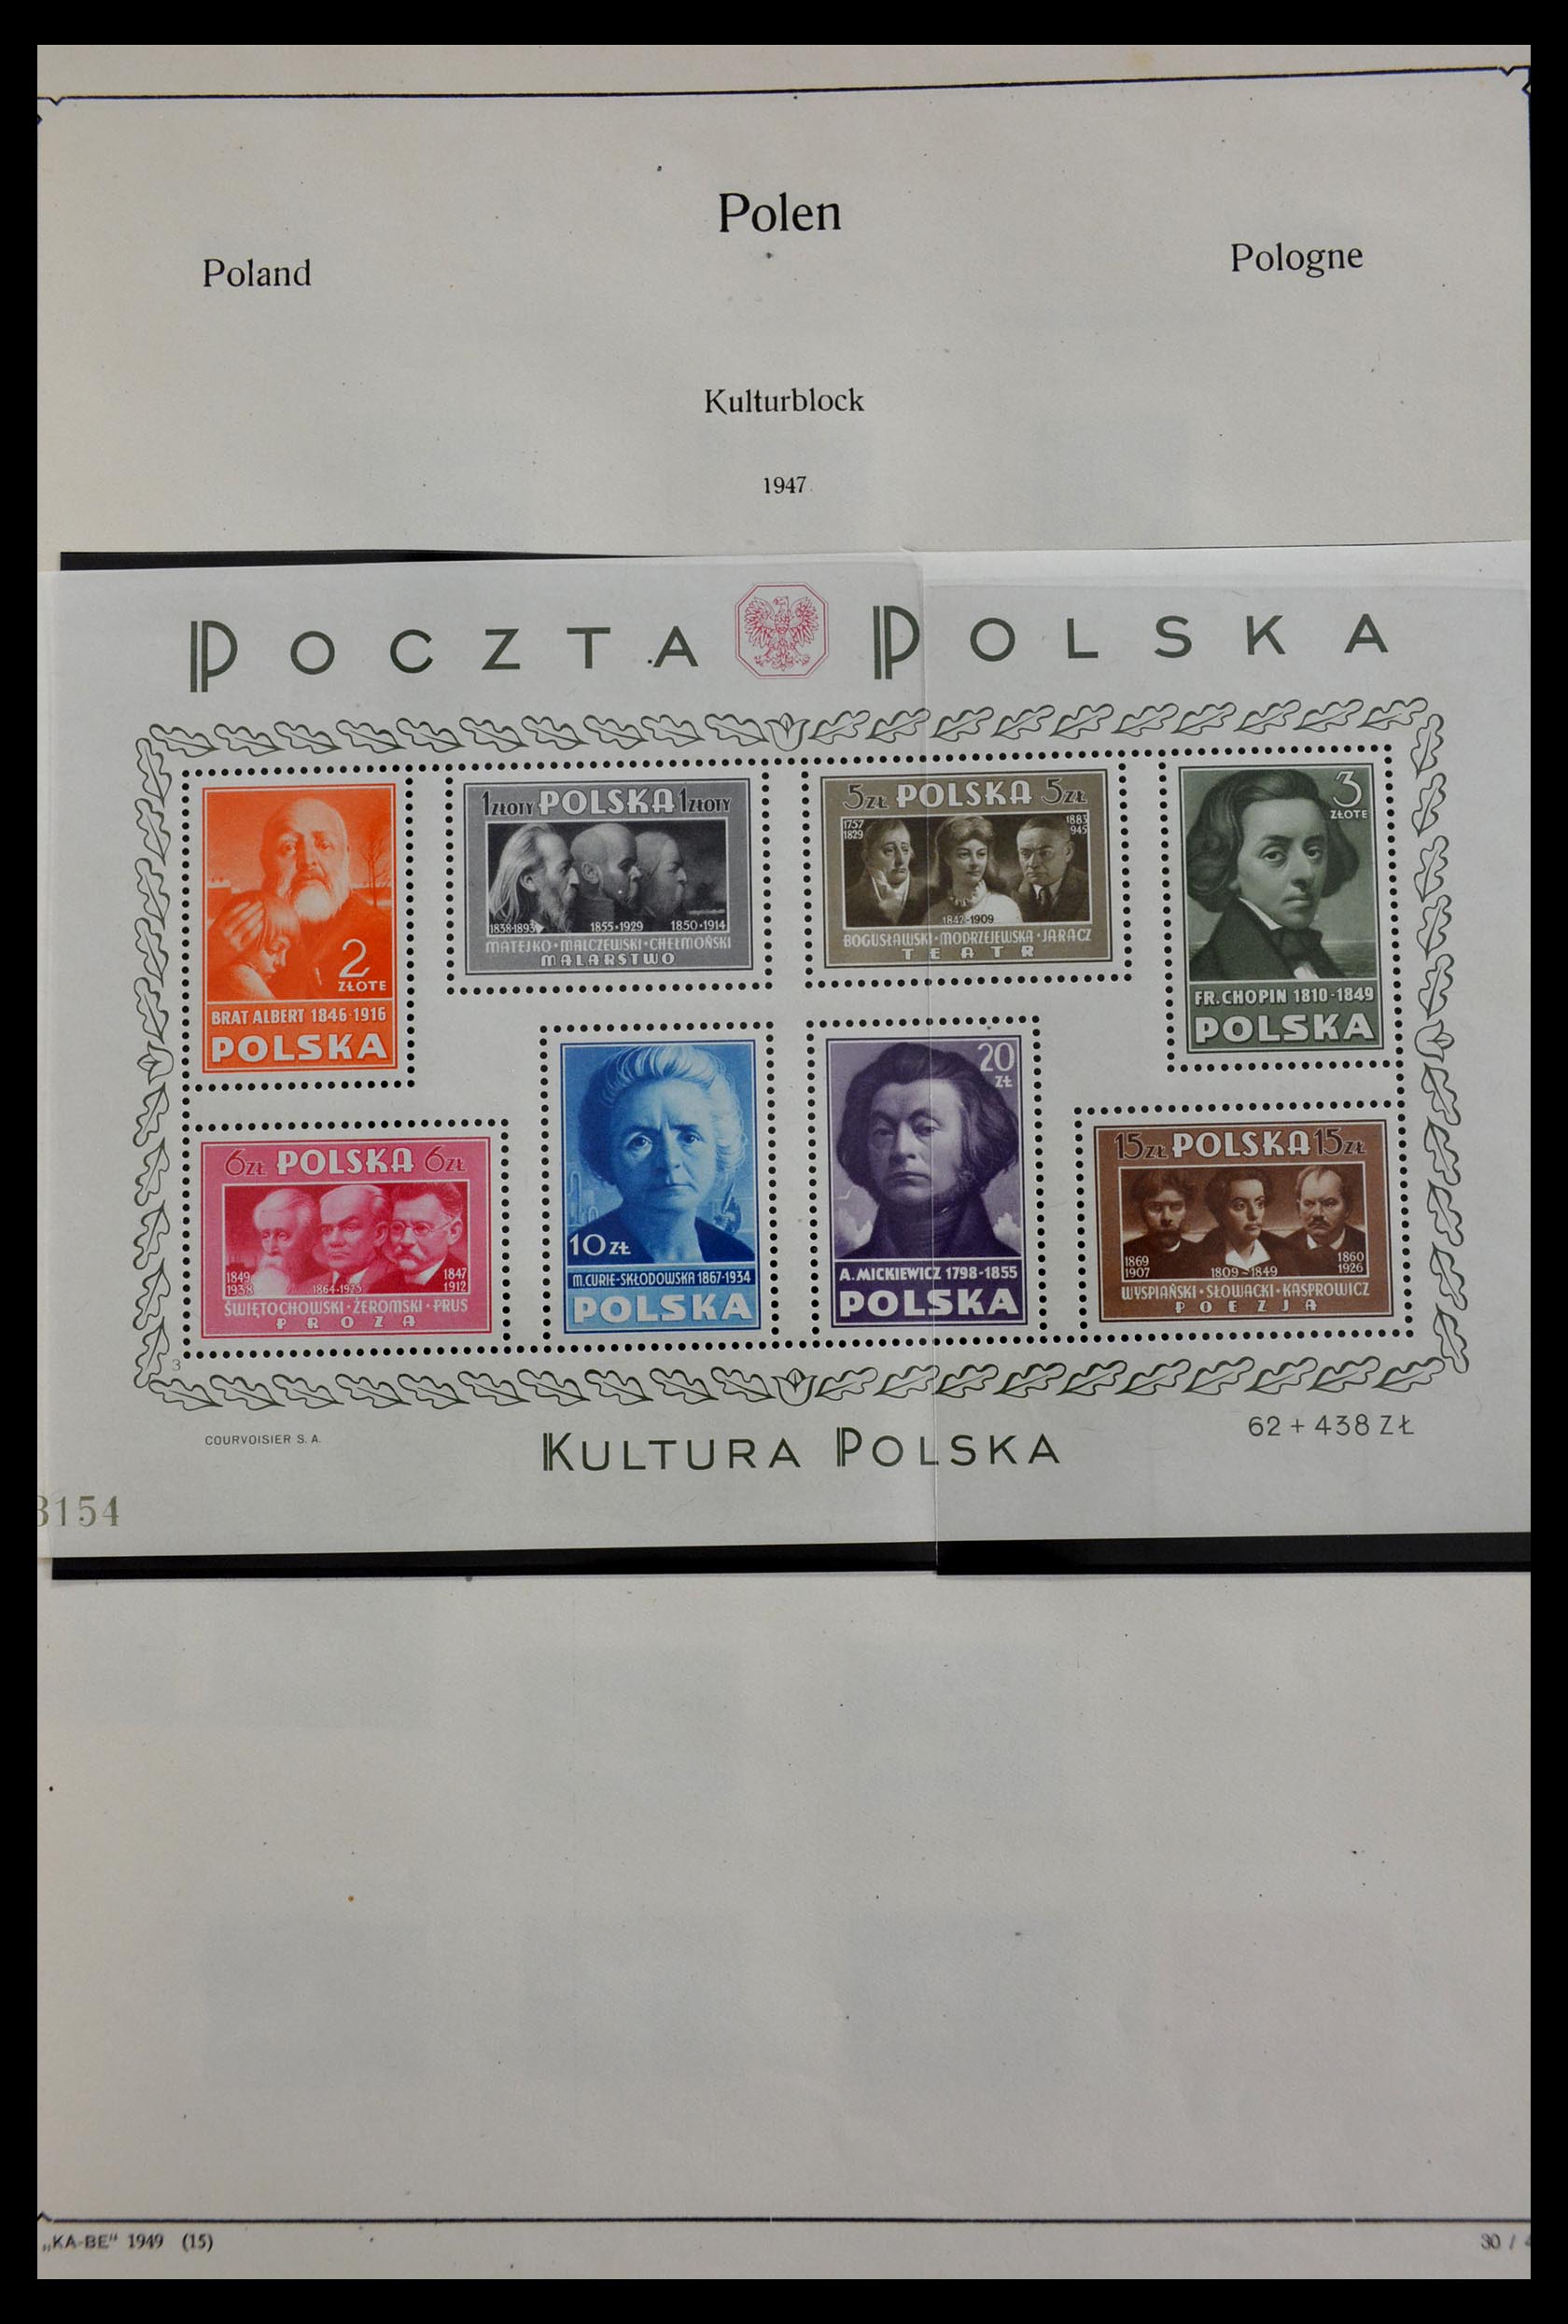 Polen
Poland
Pologne
Kulturblock
1947
POCZTA POLSKA
2
ZŁOTE
BRAT ALBERT 1846-1916
POLSKA
1 ZŁOTY POLSKA 1 ZŁOTY
1838-1893 1855-1929 1850-1914
MATEJKO·MALCZEWSKI·CHEŁMOŃSKI
MALARSTWO
5 ZŁ POLSKA 5 ZŁ
1757
1829
1883
945
1842-1909
BOGUSŁAWSKI·MODRZEJEWSKA·JARACZ
TEATR
3
ZŁOTE
FR. CHOPIN 1810-1849
POLSKA
6 ZŁ POLSKA 6 ZŁ
1849
1938
1864-1925
1847
1912
ŚWIĘTOCHOWSKI·ŻEROMSKI·PRUS
PROZA
10 ZŁ
M.CURIE-SKŁODOWSKA 1867-1934
POLSKA
20
ZŁ
A. MICKIEWICZ 1798-1855
POLSKA
15 ZŁ POLSKA 15 ZŁ
1869
1907
1809-1849
1860
1926
WYSPIAŃSKI·SŁOWACKI·KASPROWICZ
POEZJA
3
COURVOISIER S. A.
KULTURA POLSKA
62 + 438 ZŁ
3154
„KA-BE“ 1949 (15)
30 /